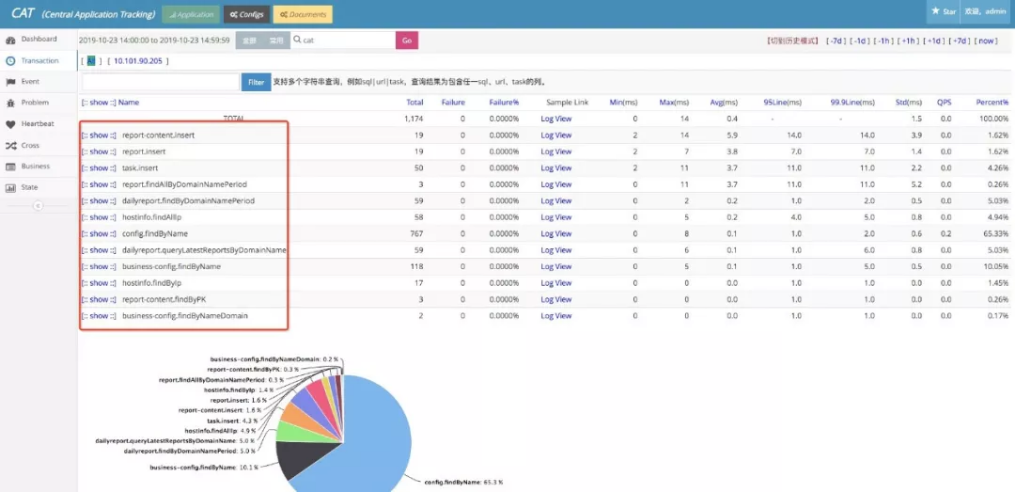 CAT (Central Application Tracking) Application Configs Documents Star 欢迎, admin
Dashboard
Transaction
Event
Problem
Heartbeat
Cross
Business
State
2019-10-23 14:00:00 to 2019-10-23 14:59:59 全部 常用 cat Go 【切到历史模式】 [ -7d ] [ -1d ] [ -1h ] [ +1h ] [ +1d ] [ +7d ] [ now ]
[ All ] [ 10.101.90.205 ]
Filter 支持多个字符串查询,例如sql|url|task,查询结果为包含任一sql、url、task的列。
[:: show ::] Name Total Failure Failure% Sample Link Min(ms) Max(ms) Avg(ms) 95Line(ms) 99.9Line(ms) Std(ms) QPS Percent%
TOTAL 1,174 0 0.0000% Log View 0 14 0.4 - - 1.5 0.0 100.00%
[:: show ::] report-content.insert 19 0 0.0000% Log View 2 14 5.9 14.0 14.0 3.9 0.0 1.62%
[:: show ::] report.insert 19 0 0.0000% Log View 2 7 3.8 7.0 7.0 1.4 0.0 1.62%
[:: show ::] task.insert 50 0 0.0000% Log View 2 11 3.7 11.0 11.0 2.2 0.0 4.26%
[:: show ::] report.findAllByDomainNamePeriod 3 0 0.0000% Log View 0 11 3.7 11.0 11.0 5.2 0.0 0.26%
[:: show ::] dailyreport.findByDomainNamePeriod 59 0 0.0000% Log View 0 2 0.2 1.0 2.0 0.5 0.0 5.03%
[:: show ::] hostinfo.findAllIp 58 0 0.0000% Log View 0 5 0.2 4.0 5.0 0.8 0.0 4.94%
[:: show ::] config.findByName 767 0 0.0000% Log View 0 8 0.1 1.0 2.0 0.6 0.2 65.33%
[:: show ::] dailyreport.queryLatestReportsByDomainName 59 0 0.0000% Log View 0 6 0.1 1.0 6.0 0.8 0.0 5.03%
[:: show ::] business-config.findByName 118 0 0.0000% Log View 0 5 0.1 1.0 5.0 0.5 0.0 10.05%
[:: show ::] hostinfo.findByIp 17 0 0.0000% Log View 0 0 0.0 1.0 0.0 0.0 0.0 1.45%
[:: show ::] report-content.findByPK 3 0 0.0000% Log View 0 0 0.0 1.0 0.0 0.0 0.0 0.26%
[:: show ::] business-config.findByNameDomain 2 0 0.0000% Log View 0 0 0.0 1.0 1.0 0.0 0.0 0.17%
business-config.findByNameDomain: 0.2 %
report-content.findByPK: 0.3 %
report.findAllByDomainNamePeriod: 0.3 %
hostinfo.findByIp: 1.4 %
report.insert: 1.6 %
report-content.insert: 1.6 %
task.insert: 4.3 %
hostinfo.findAllIp: 4.9 %
dailyreport.queryLatestReportsByDomainName: 5.0 %
dailyreport.findByDomainNamePeriod: 5.0 %
business-config.findByName: 10.1 %
config.findByName: 65.3 %